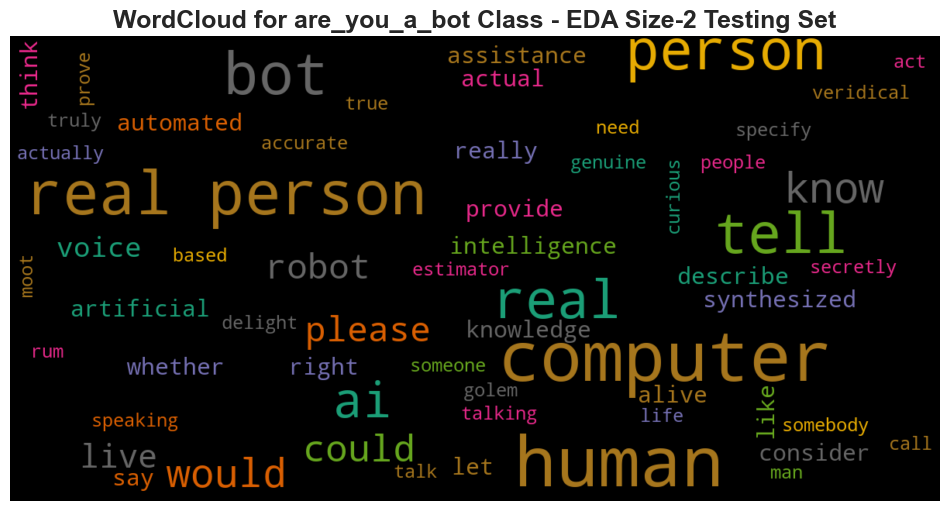 WordCloud for are_you_a_bot Class - EDA Size-2 Testing Set
think
prove
bot
assistance
person
actual
act
true
veridical
truly
automated
need
specify
actually
accurate
really
genuine
people
curious
know
real person
provide
tell
voice
based
intelligence
moot
robot
estimator
describe
secretly
artificial
real
synthesized
delight
please
knowledge
rum
whether
right
someone
computer
ai
golem
alive
like
speaking
talking
life
somebody
live
could
human
consider
call
say
would
talk
let
man